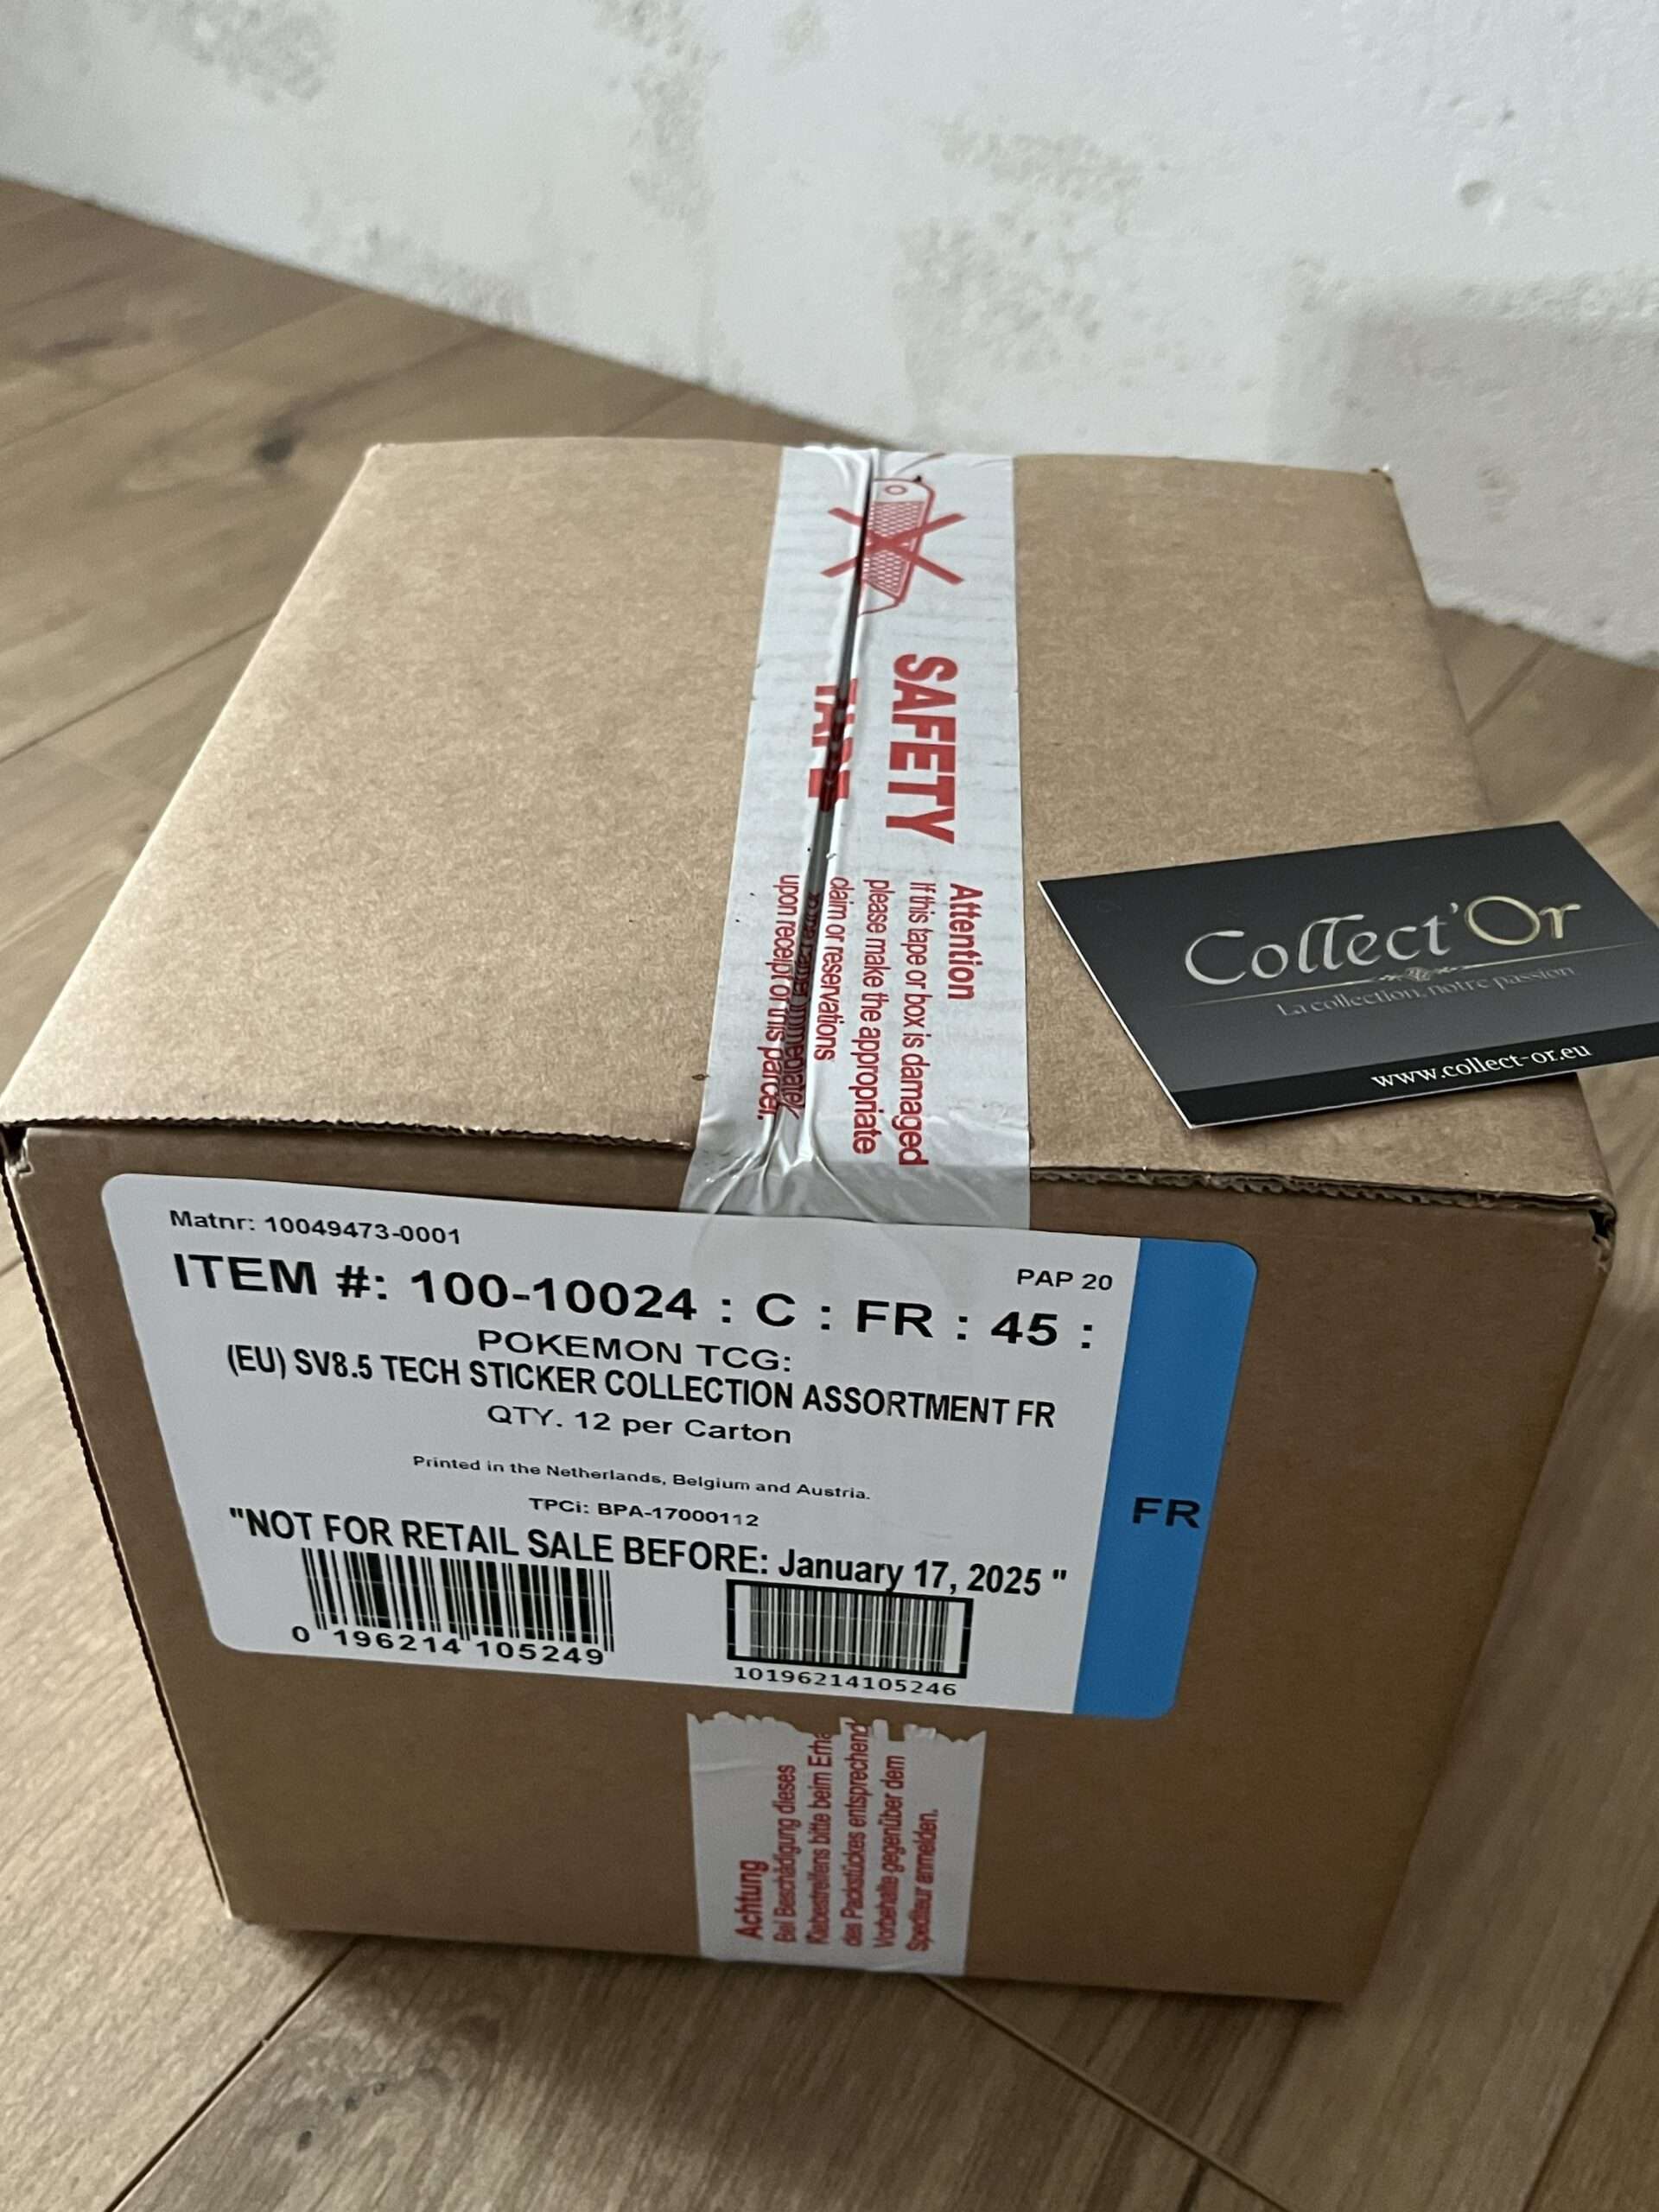 SAFETY
TAPE
Attention
If this tape or box is damaged
please make the appropriate
claim or reservations
upon receipt of this parcel.
Collect'Or
La collection, notre passion
www.collect-or.eu
Matnr: 10049473-0001
PAP 20
ITEM #: 100-10024 : C : FR : 45 :
POKEMON TCG:
(EU) SV8.5 TECH STICKER COLLECTION ASSORTMENT FR
QTY. 12 per Carton
Printed in the Netherlands, Belgium and Austria.
TPCi: BPA-17000112
"NOT FOR RETAIL SALE BEFORE: January 17, 2025 "
FR
0 196214 105249
10196214105246
Achtung
Bei Beschädigung dieses
Klebestreifens bitte beim Erha
des Packstückes entsprechend
Vorbehalte gegenüber dem
Spediteur anmelden.